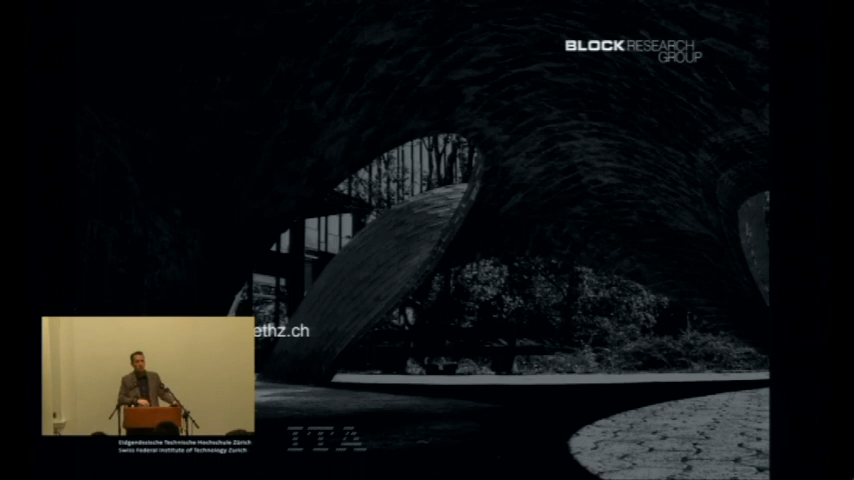 BLOCK RESEARCH
GROUP
ethz.ch
Eidgenössische Technische Hochschule Zürich
Swiss Federal Institute of Technology Zurich
ITA